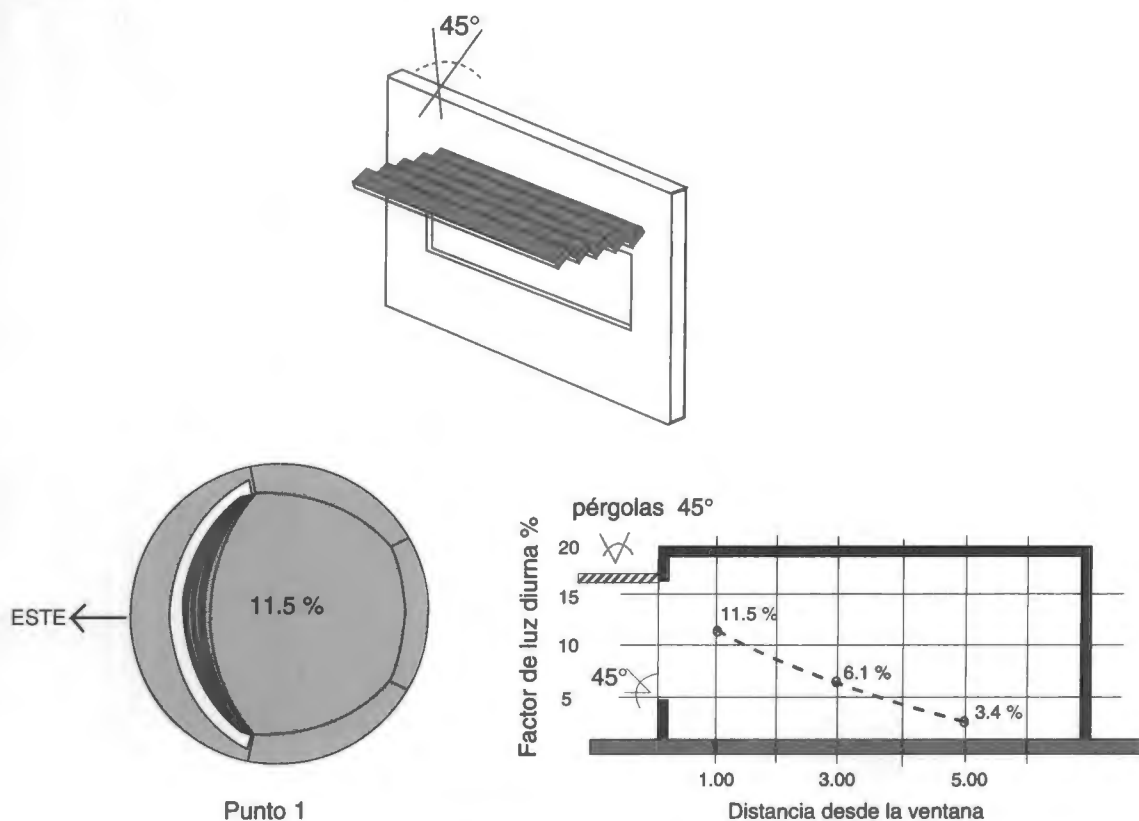 45°
ESTE
11.5 %
Punto 1
pérgolas 45°
Factor de luz diurna %
20
15
10
5
45°
11.5 %
6.1 %
3.4 %
1.00 3.00 5.00
Distancia desde la ventana